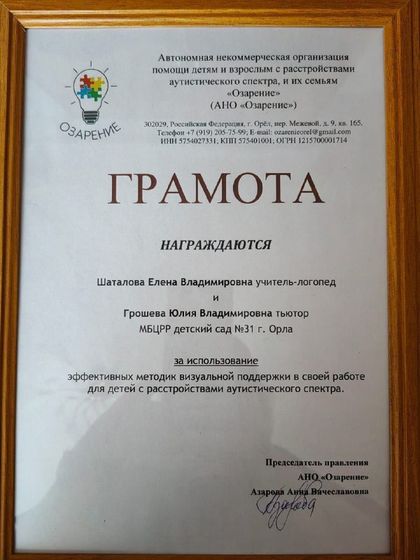 ОЗАРЕНИЕ
Автономная некоммерческая организация
помощи детям и взрослым с расстройствами
аутистического спектра, и их семьям
«Озарение»
(АНО «Озарение»)
302029, Российская Федерация, г. Орёл, пер. Межевой, д. 9, кв. 165,
Телефон +7 (919) 205-75-99; E-mail: ozarenieorel@gmail.com
ИНН 5754027331; КПП 575401001; ОГРН 1215700001714
ГРАМОТА
НАГРАЖДАЮТСЯ
Шаталова Елена Владимировна учитель-логопед
и
Грошева Юлия Владимировна тьютор
МБЦРР детский сад №31 г. Орла
за использование
эффективных методик визуальной поддержки в своей работе
для детей с расстройствами аутистического спектра.
Председатель правления
АНО «Озарение»
Азарова Анна Вячеславовна